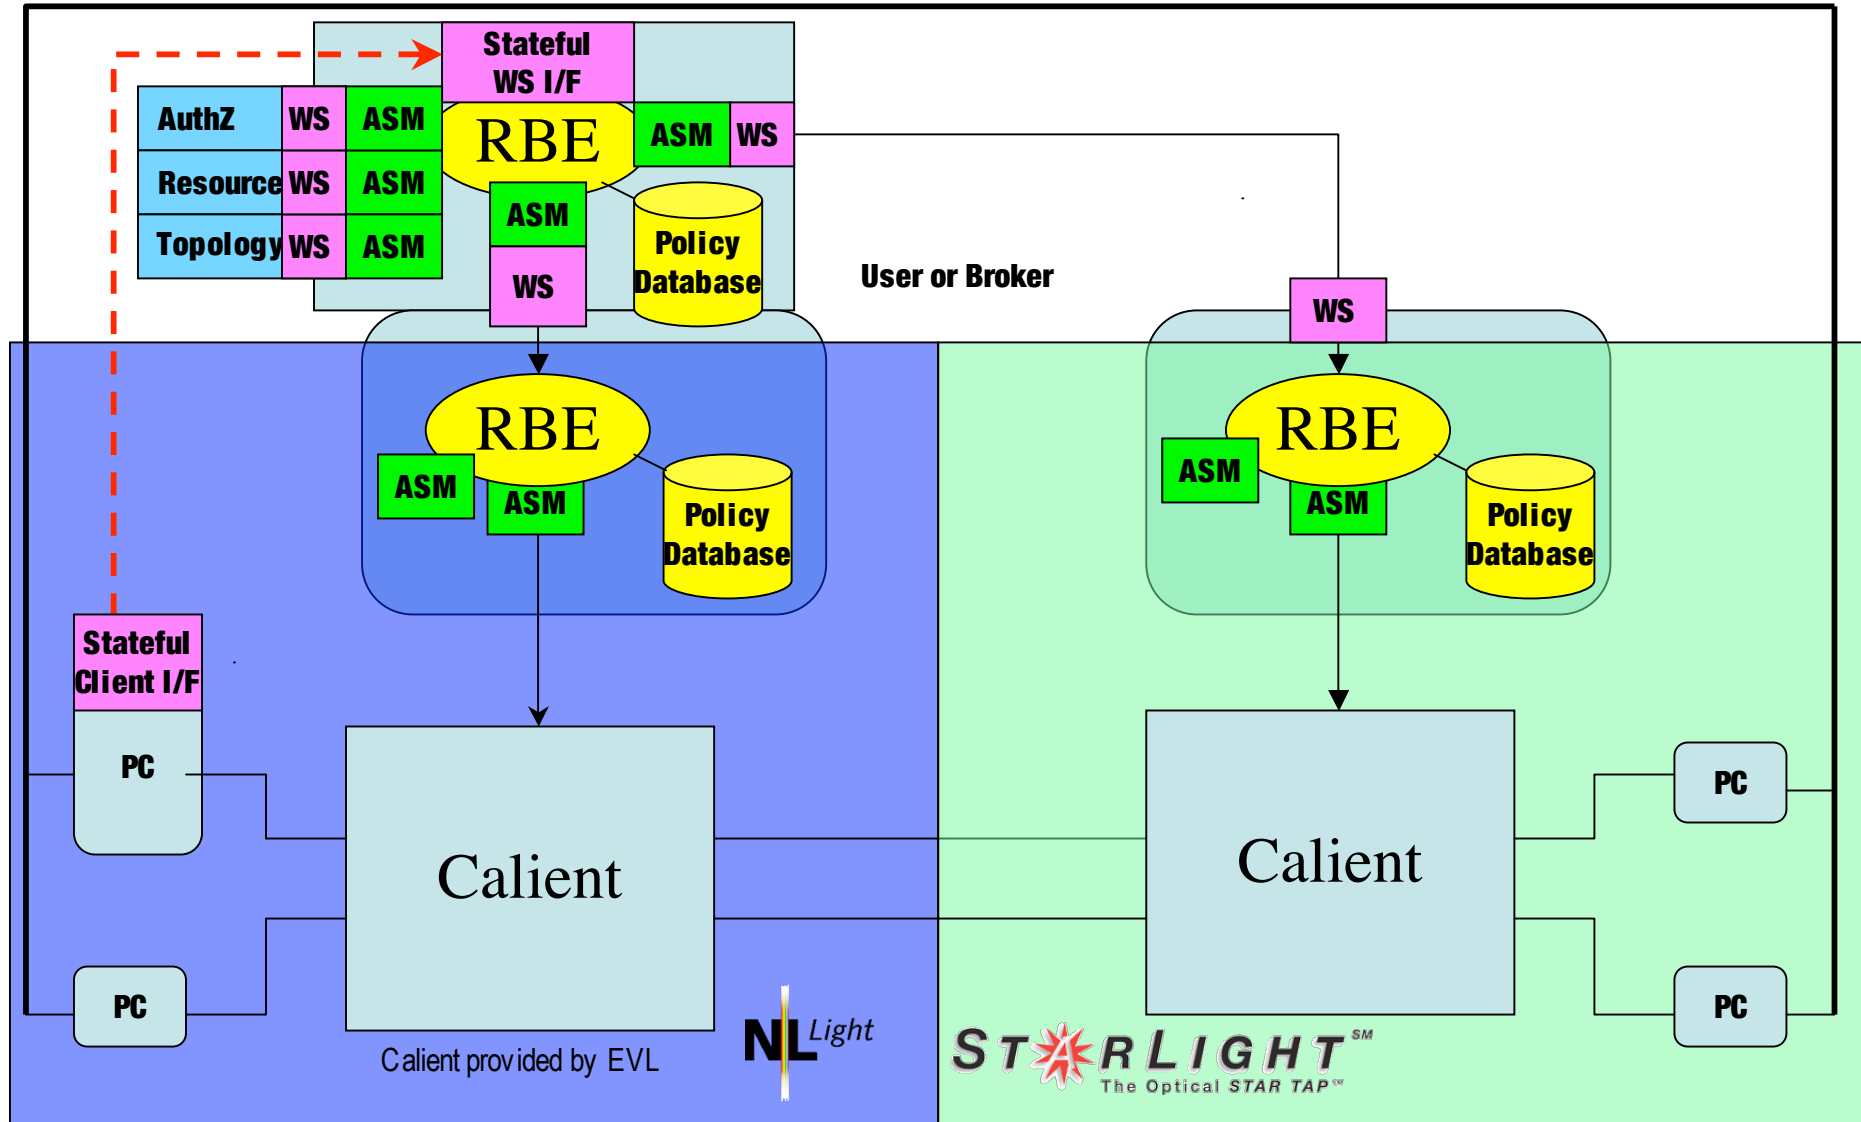 Stateful
WS I/F
AuthZ WS ASM
RBE
ASM WS
Resource WS ASM
Topology WS ASM
ASM
WS
Policy
Database
User or Broker
WS
RBE
ASM
ASM
Policy
Database
RBE
ASM
ASM
Policy
Database
Stateful
Client I/F
PC
Calient
Calient
PC
PC
PC
Calient provided by EVL
NL Light
STARLIGHT SM
The Optical STAR TAP SM